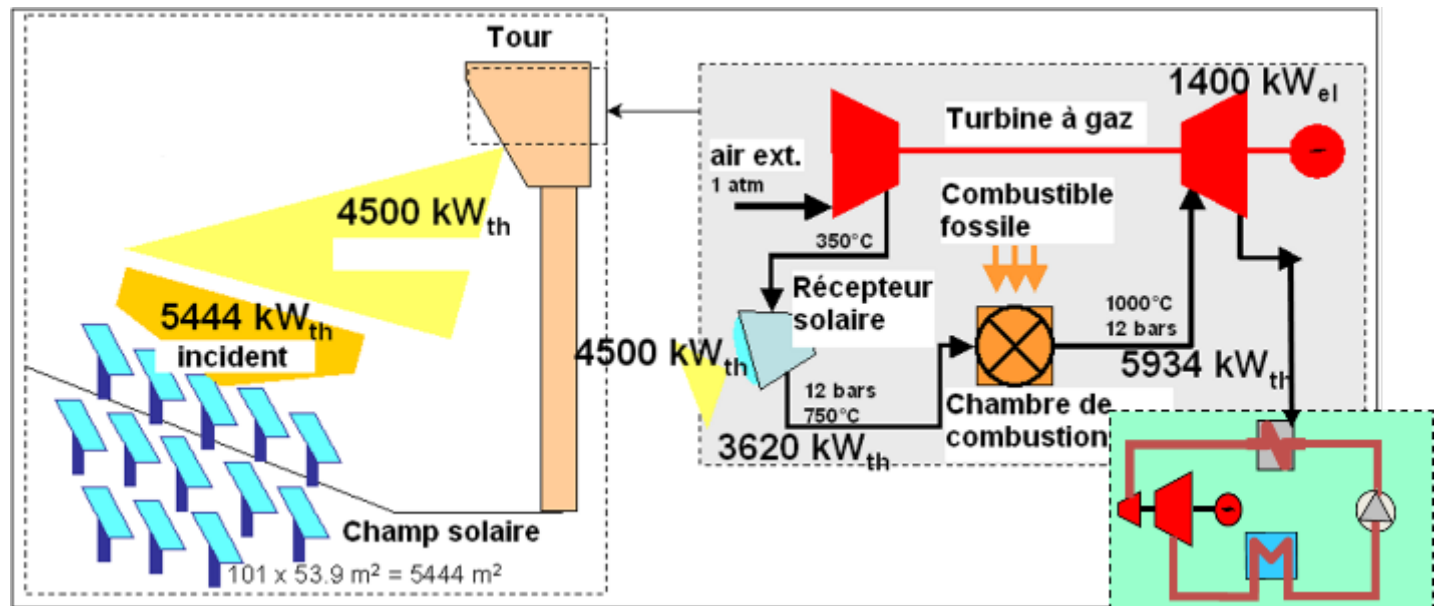 Tour
4500 kWth
5444 kWth
incident
Champ solaire
101 x 53.9 m² = 5444 m²
1400 kWel
Turbine à gaz
air ext.
1 atm
Combustible
fossile
350°C
Récepteur
solaire
4500 kWth
12 bars
750°C
3620 kWth
1000°C
12 bars
5934 kWth
Chambre de
combustion